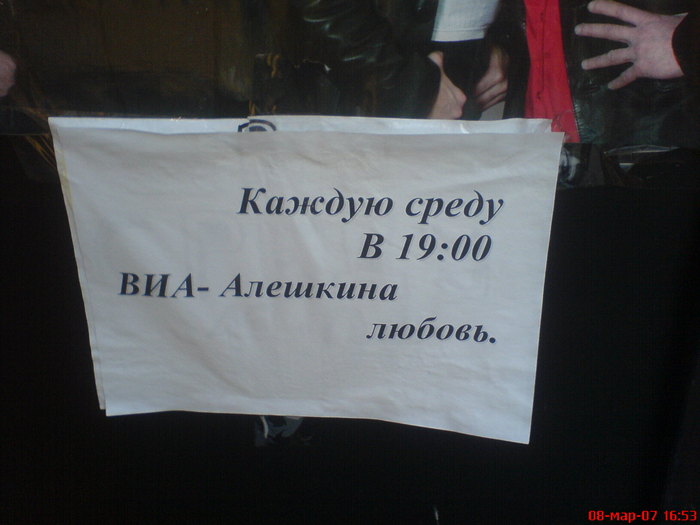 Каждую среду
В 19:00
ВИА- Алешкина
любовь.
08-мар-07 16:53